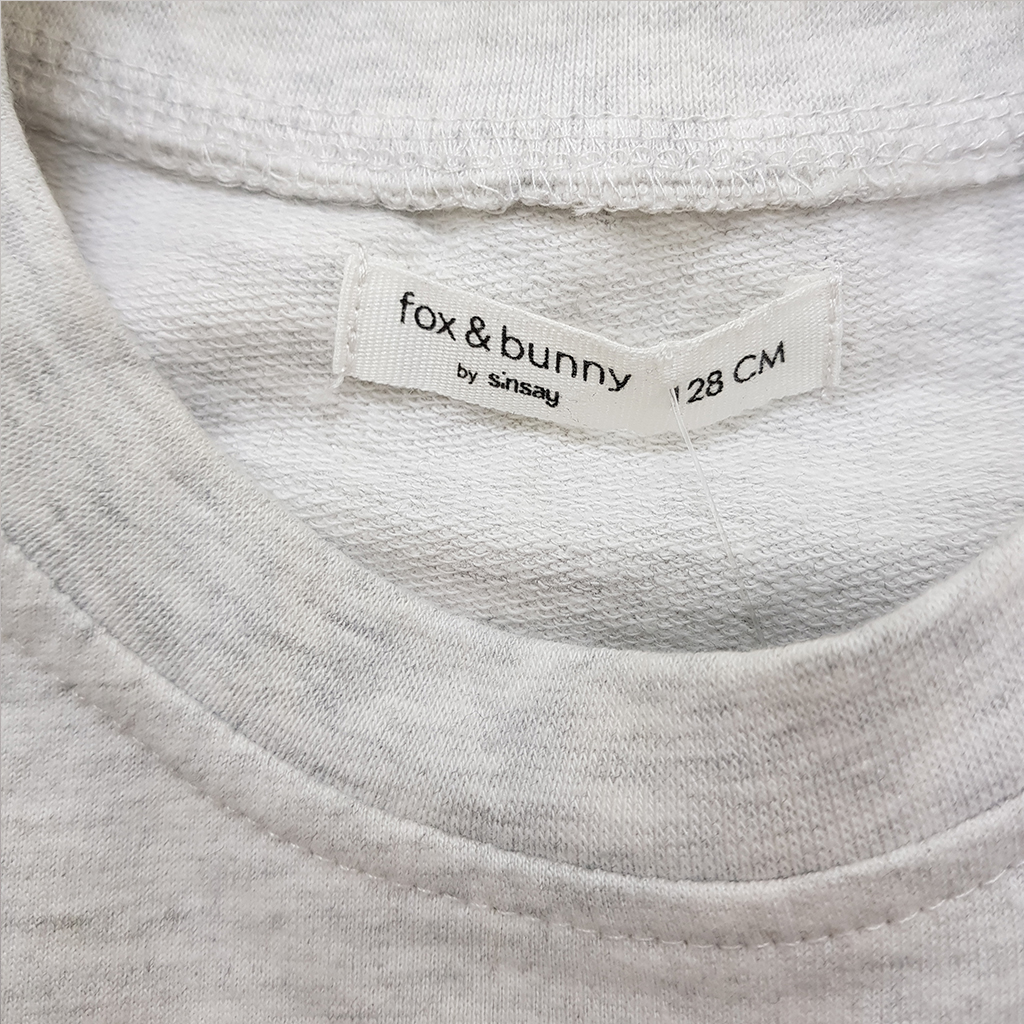 fox & bunny
by sinsay
128 CM